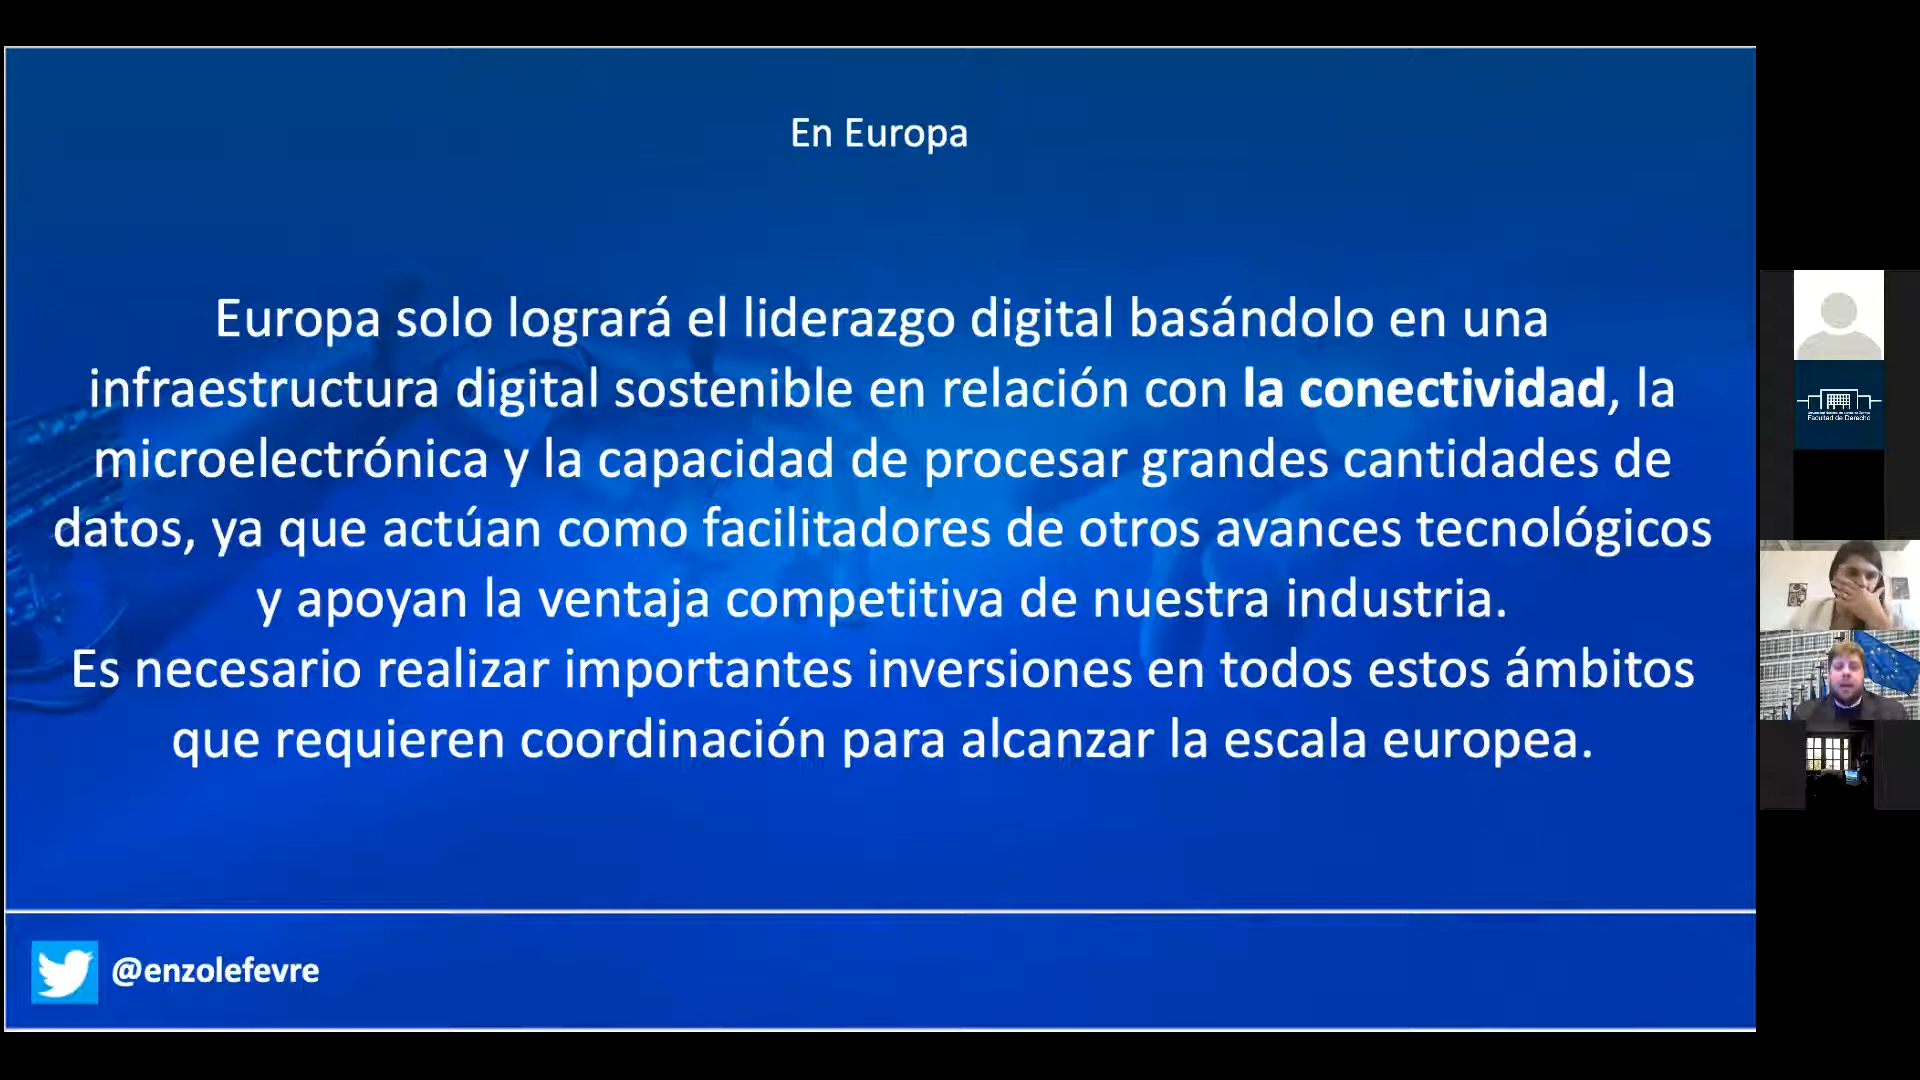 En Europa
Europa solo logrará el liderazgo digital basándolo en una
infraestructura digital sostenible en relación con la conectividad, la
microelectrónica y la capacidad de procesar grandes cantidades de
datos, ya que actúan como facilitadores de otros avances tecnológicos
y apoyan la ventaja competitiva de nuestra industria.
Es necesario realizar importantes inversiones en todos estos ámbitos
que requieren coordinación para alcanzar la escala europea.
@enzolefevre
Facultad de Derecho